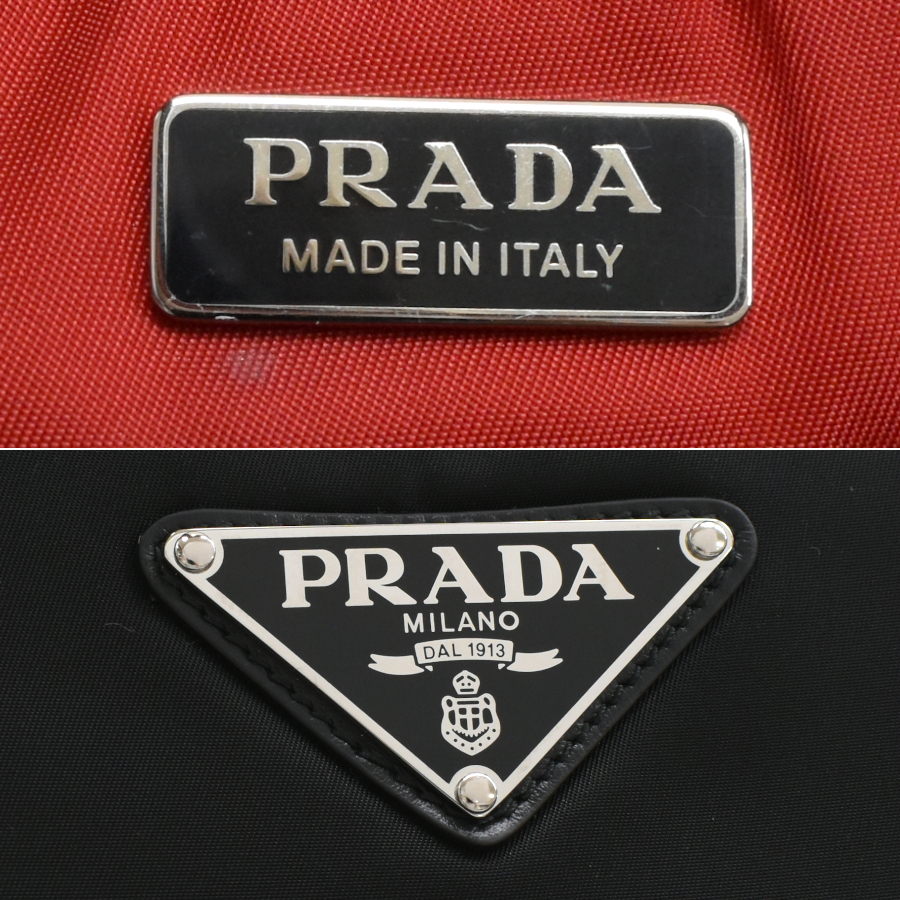 PRADA
MADE IN ITALY
PRADA
MILANO
DAL 1913